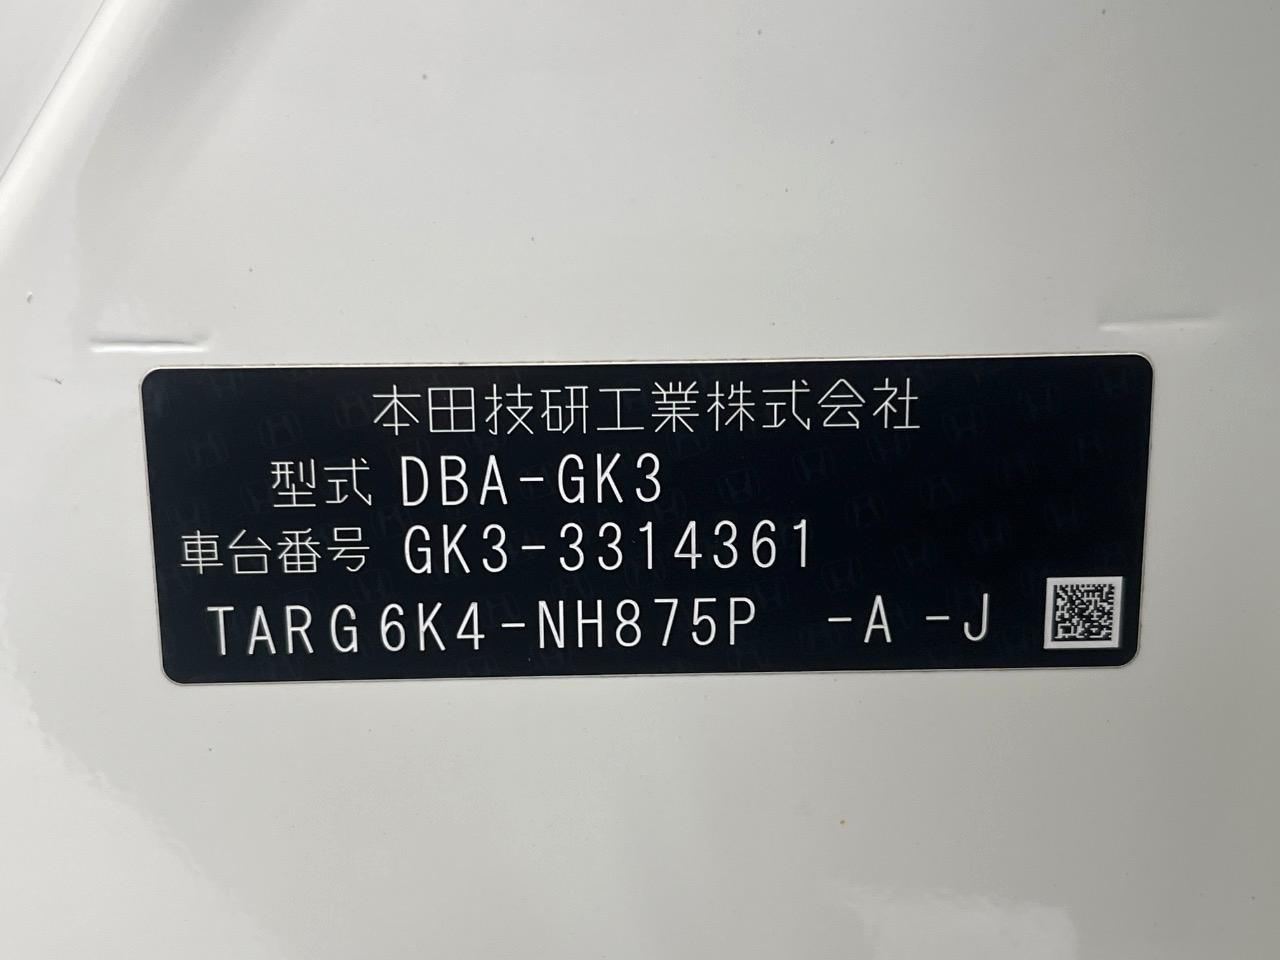 本田技研工業株式会社
型式 DBA-GK3
車台番号 GK3-3314361
TARG6K4-NH875P -A -J